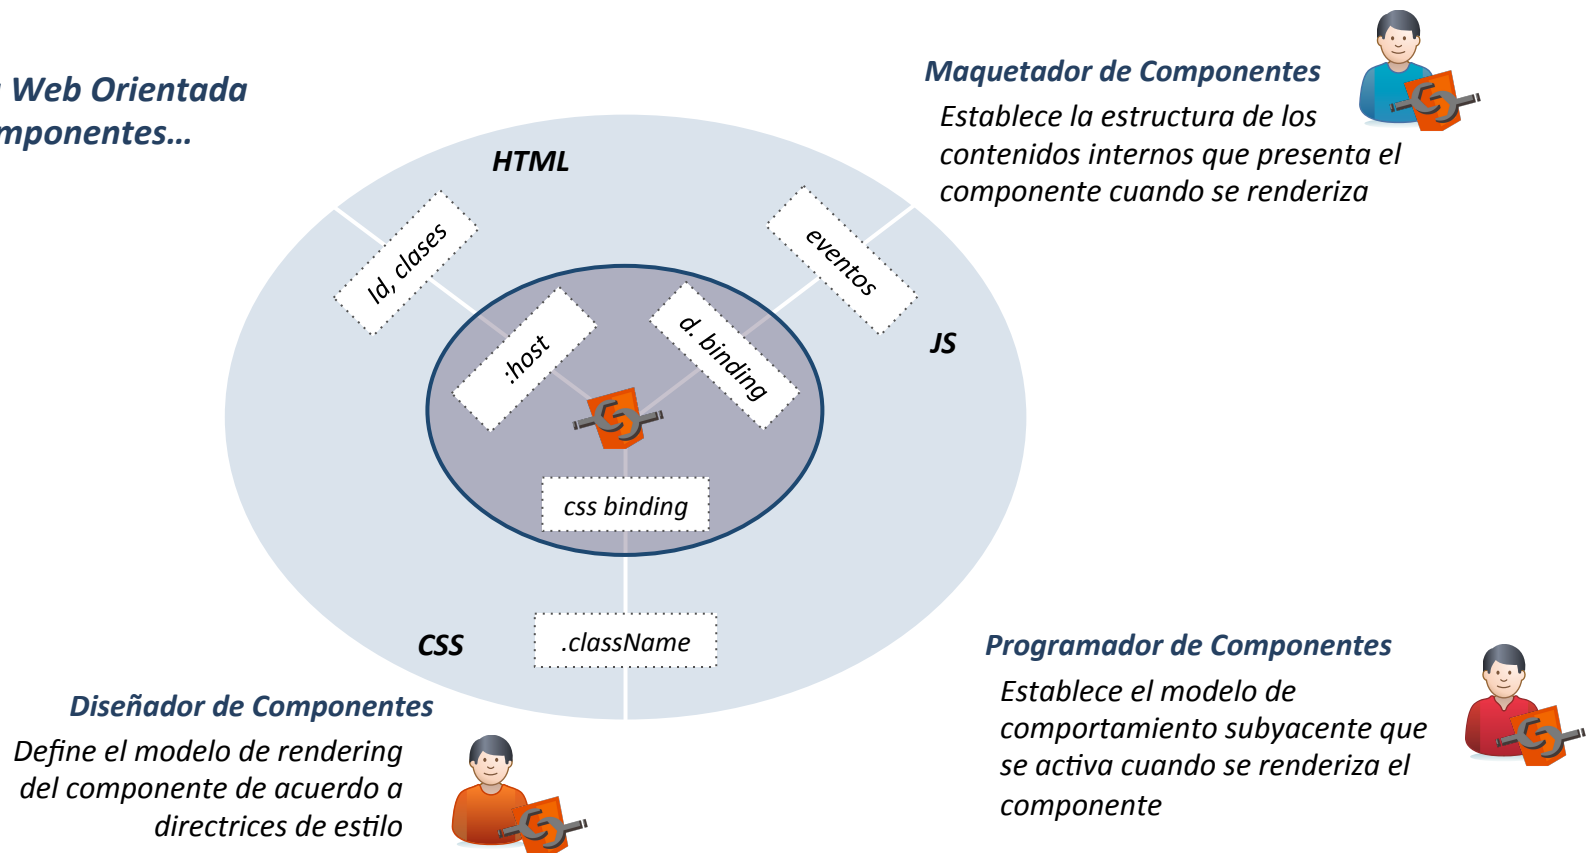 Web Orientada
mponentes...
Maquetador de Componentes
Establece la estructura de los
contenidos internos que presenta el
componente cuando se renderiza
HTML
Id, clases
eventos
JS
:host
d. binding
css binding
CSS
.className
Programador de Componentes
Establece el modelo de
comportamiento subyacente que
se activa cuando se renderiza el
componente
Diseñador de Componentes
Define el modelo de rendering
del componente de acuerdo a
directrices de estilo